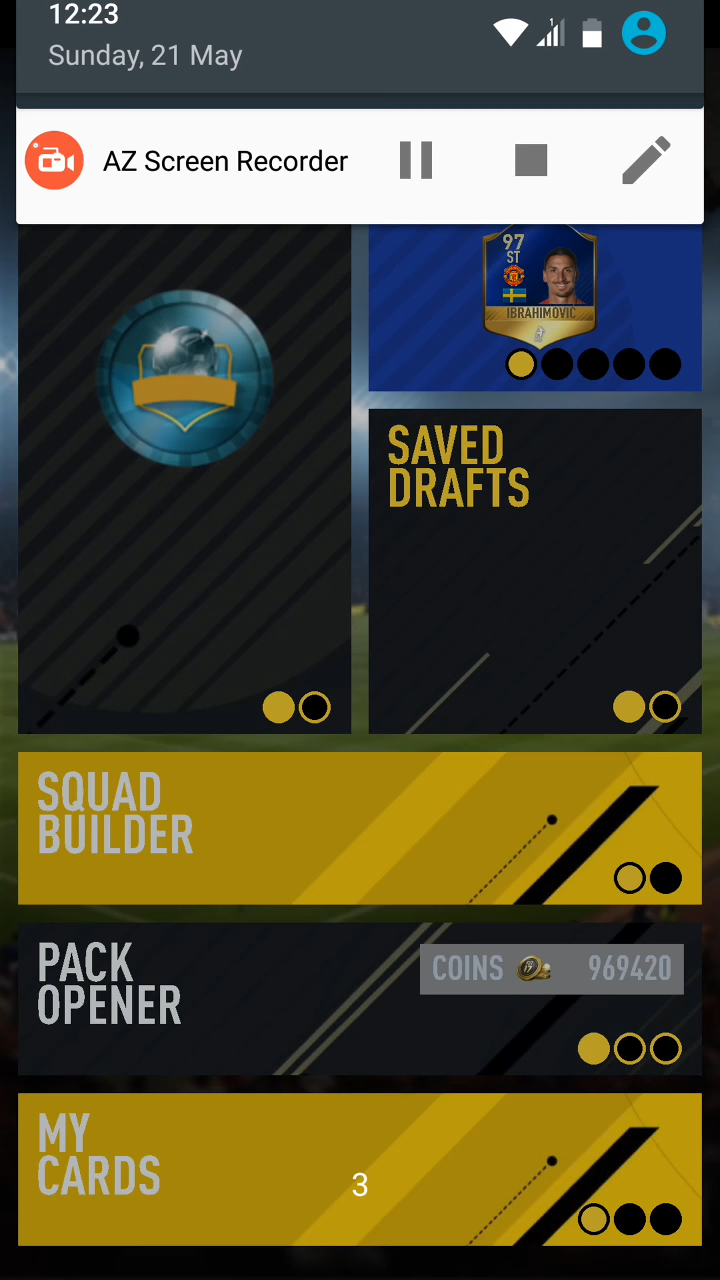 12:23
Sunday, 21 May
AZ Screen Recorder
97
ST
IBRAHIMOVIĆ
SAVED
DRAFTS
SQUAD
BUILDER
PACK
OPENER
COINS 969420
MY
CARDS
3